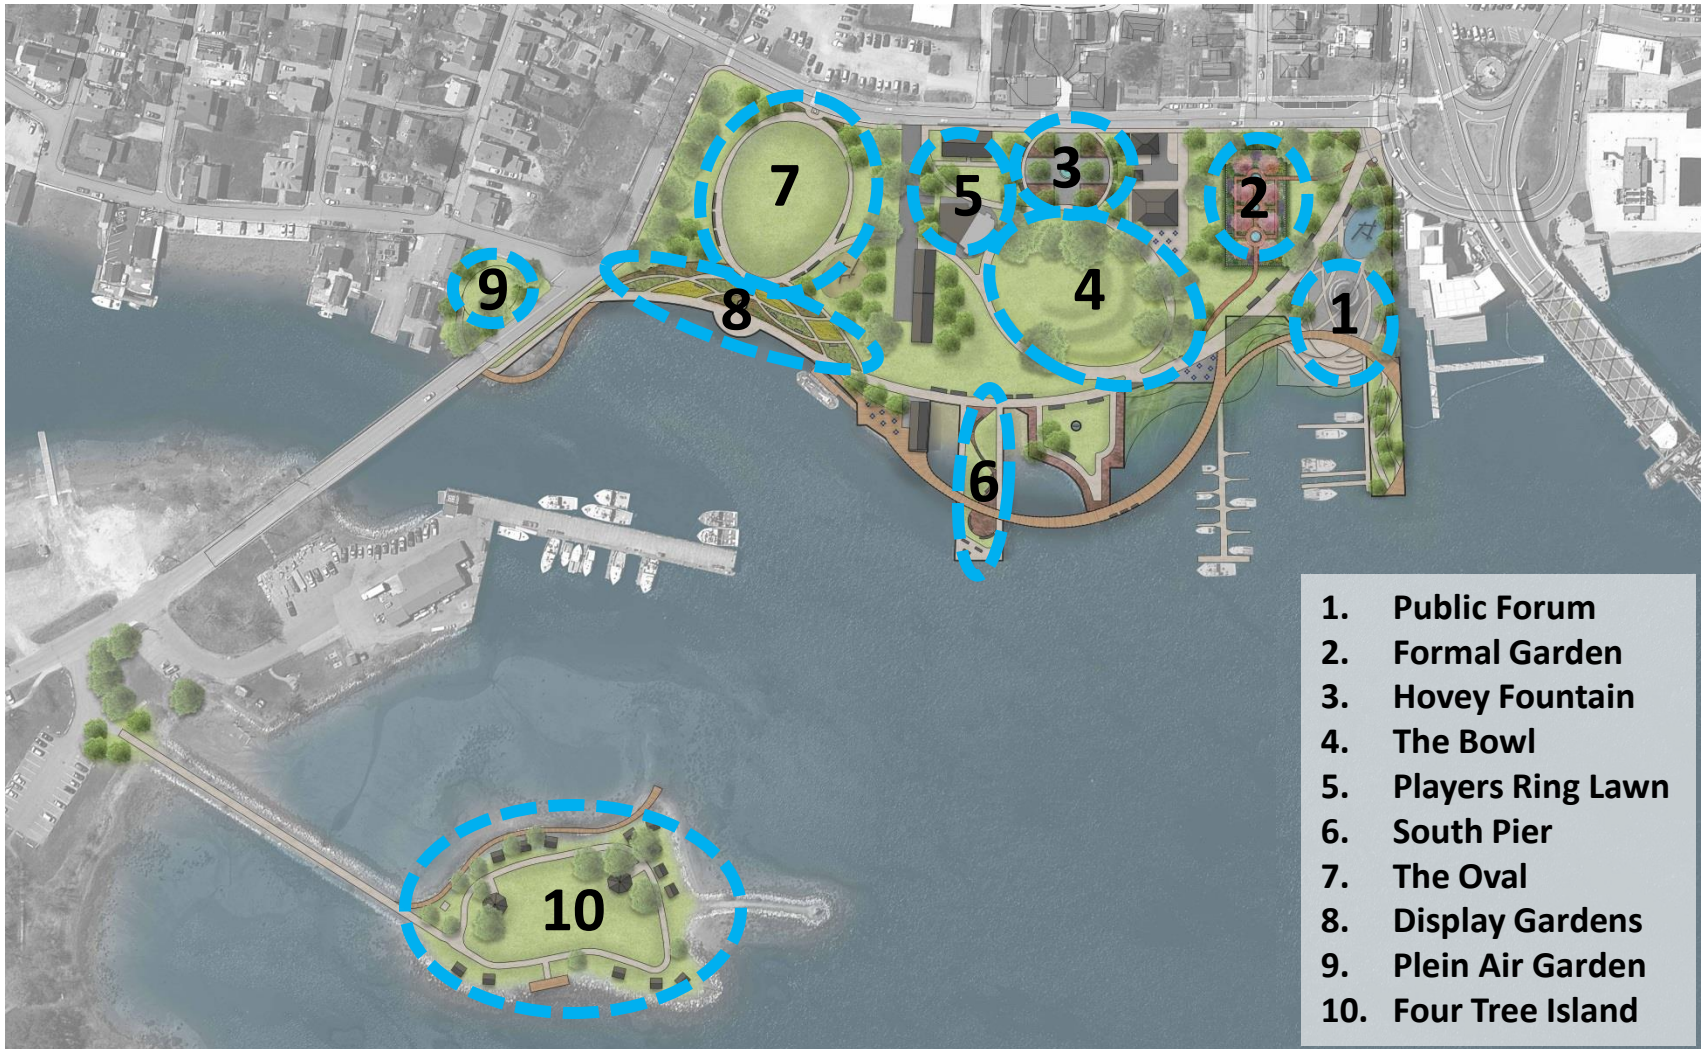 7
5
3
2
9
8
4
1
6
10
1. Public Forum
2. Formal Garden
3. Hovey Fountain
4. The Bowl
5. Players Ring Lawn
6. South Pier
7. The Oval
8. Display Gardens
9. Plein Air Garden
10. Four Tree Island